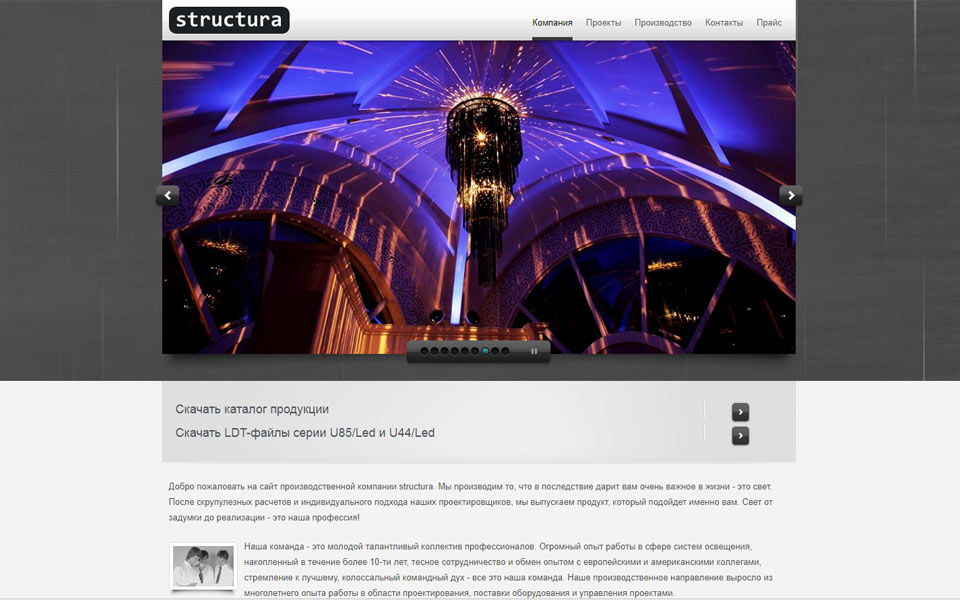 structura
Компания Проекты Производство Контакты Прайс
Скачать каталог продукции
Скачать LDT-файлы серии U85/Led и U44/Led
Добро пожаловать на сайт производственной компании structura. Мы производим то, что в последствие дарит вам очень важное в жизни - это свет.
После скрупулезных расчетов и индивидуального подхода наших проектировщиков, мы выпускаем продукт, который подойдет именно вам. Свет от
задумки до реализации - это наша профессия!
Наша команда - это молодой талантливый коллектив профессионалов. Огромный опыт работы в сфере систем освещения,
накопленный в течение более 10-ти лет, тесное сотрудничество и обмен опытом с европейскими и американскими коллегами,
стремление к лучшему, колоссальный командный дух - все это наша команда. Наше производственное направление выросло из
многолетнего опыта работы в области проектирования, поставки оборудования и управления проектами.